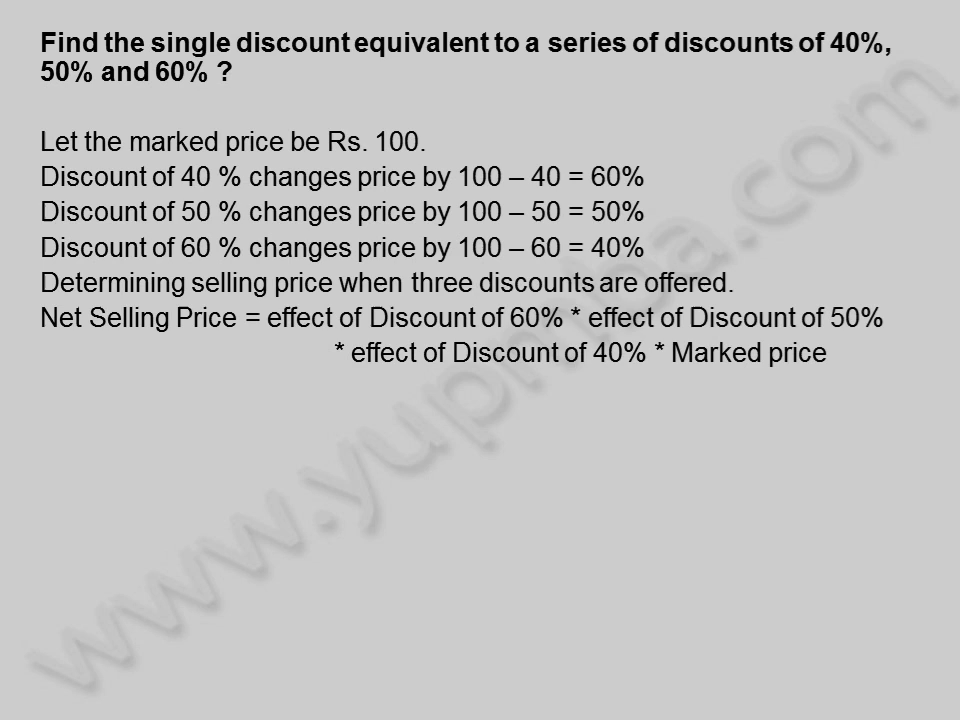 Find the single discount equivalent to a series of discounts of 40%,
50% and 60% ?
Let the marked price be Rs. 100.
Discount of 40 % changes price by 100 – 40 = 60%
Discount of 50 % changes price by 100 – 50 = 50%
Discount of 60 % changes price by 100 – 60 = 40%
Determining selling price when three discounts are offered.
Net Selling Price = effect of Discount of 60% * effect of Discount of 50%
* effect of Discount of 40% * Marked price
www.yupmba.com